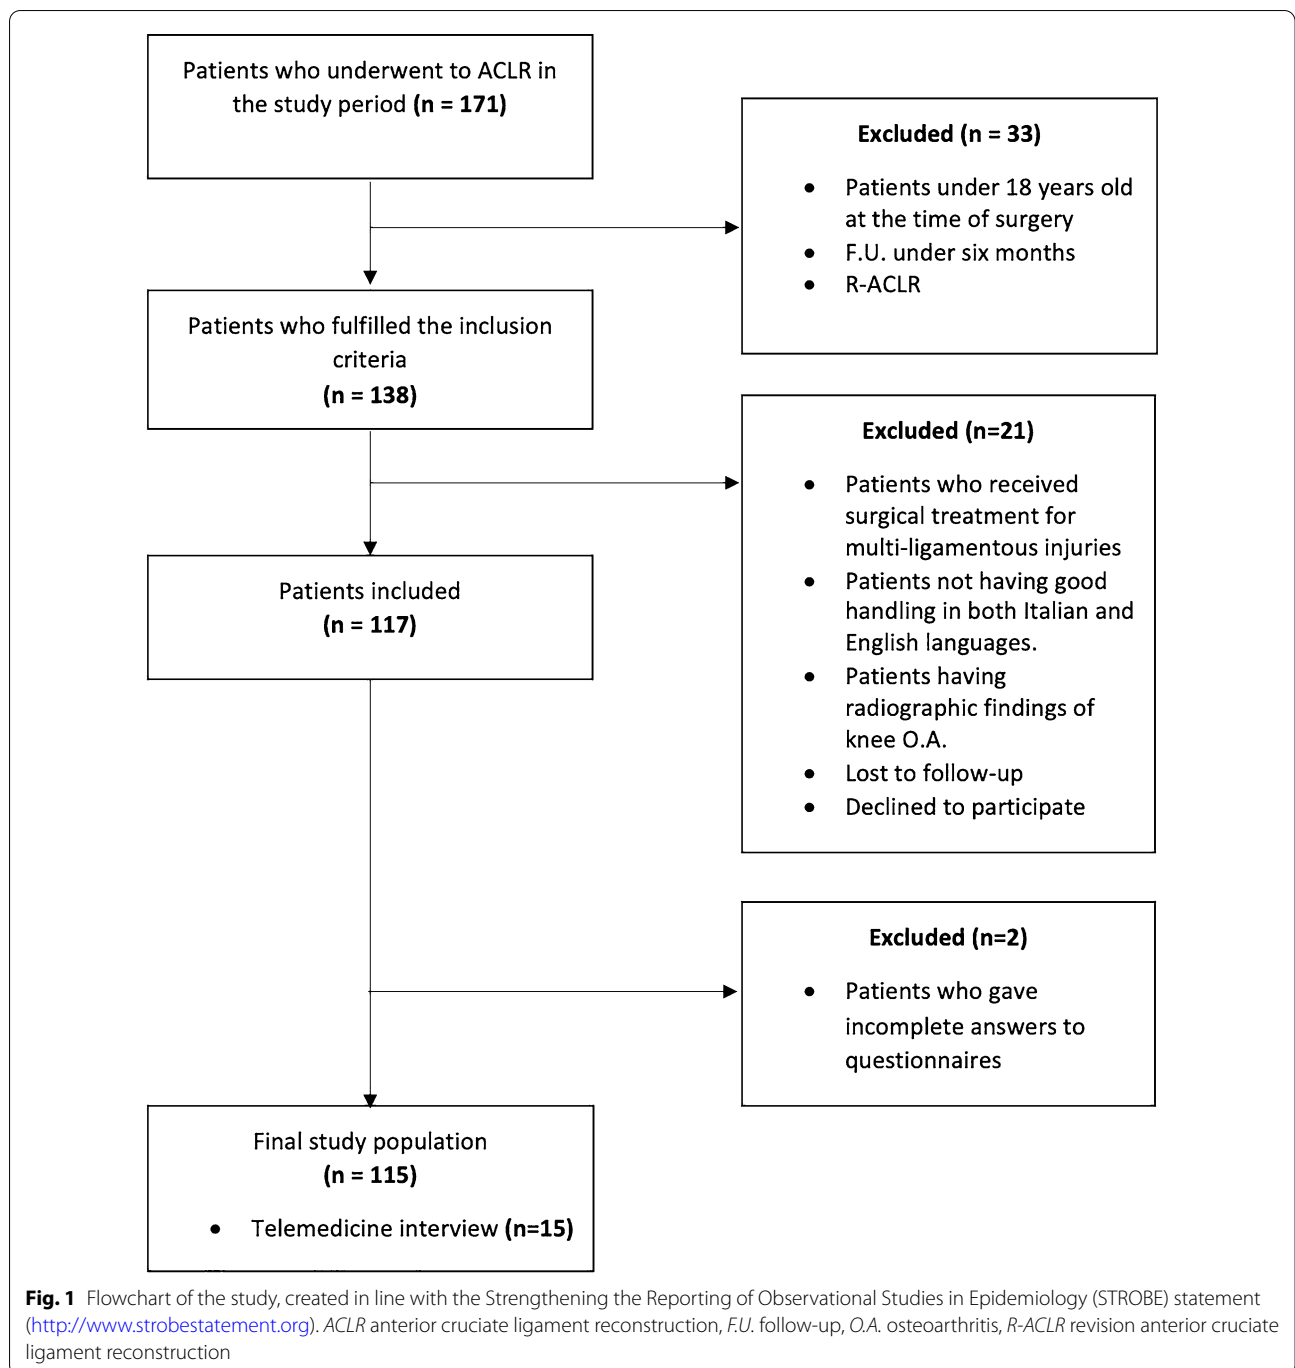 Patients who underwent to ACLR in
the study period (n = 171)
Excluded (n = 33)
• Patients under 18 years old
at the time of surgery
• F.U. under six months
• R-ACLR
Patients who fulfilled the inclusion
criteria
(n = 138)
Excluded (n=21)
• Patients who received
surgical treatment for
multi-ligamentous injuries
• Patients not having good
handling in both Italian and
English languages.
• Patients having
radiographic findings of
knee O.A.
• Lost to follow-up
• Declined to participate
Patients included
(n = 117)
Excluded (n=2)
• Patients who gave
incomplete answers to
questionnaires
Final study population
(n = 115)
• Telemedicine interview (n=15)
Fig. 1 Flowchart of the study, created in line with the Strengthening the Reporting of Observational Studies in Epidemiology (STROBE) statement
(http://www.strobestatement.org). ACLR anterior cruciate ligament reconstruction, F.U. follow-up, O.A. osteoarthritis, R-ACLR revision anterior cruciate
ligament reconstruction